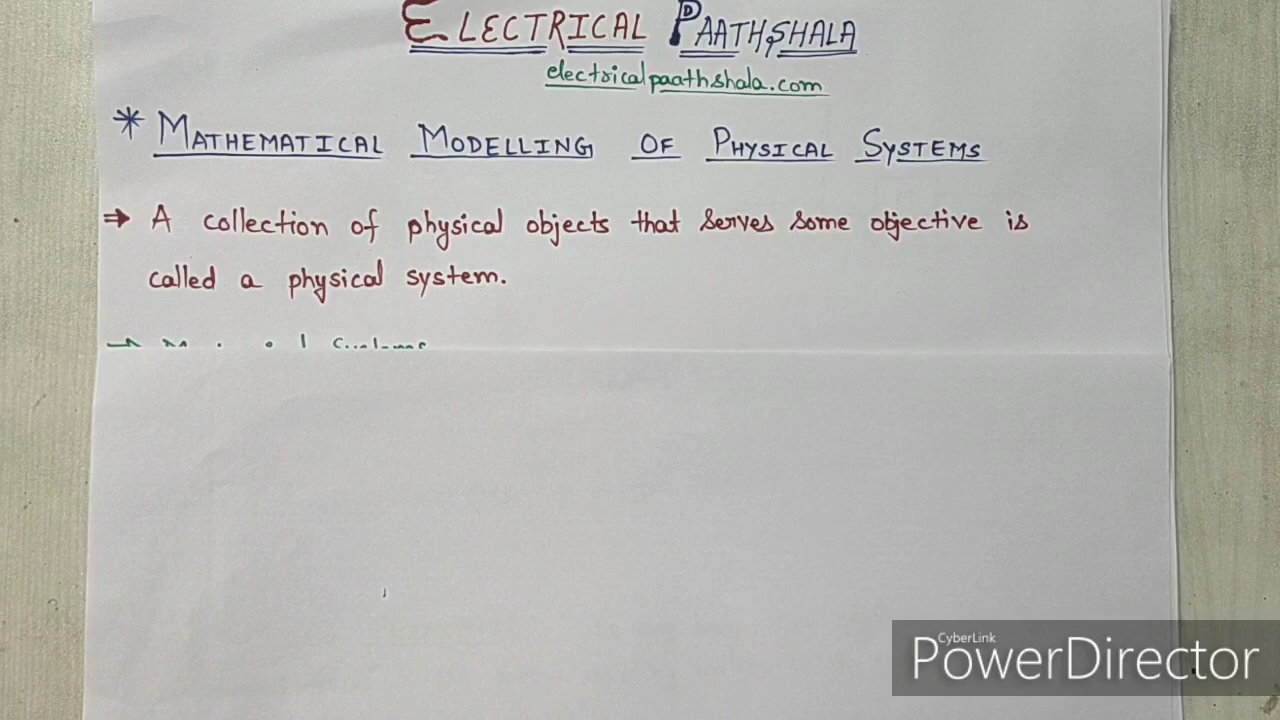 ELECTRICAL PAATHSHALA
electricalpaathshala.com
* MATHEMATICAL MODELLING OF PHYSICAL SYSTEMS
⇒ A collection of physical objects that serves some objective is
called a physical system.
CyberLink
PowerDirector